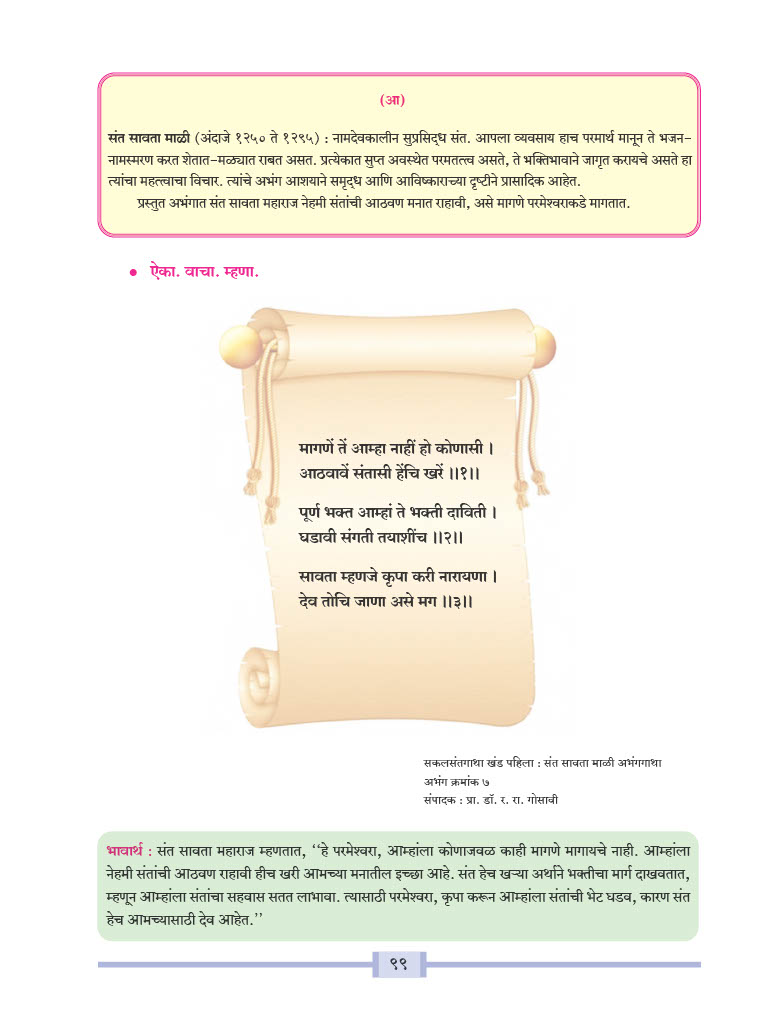 (आ)
संत सावता माळी (अंदाजे १२५० ते १२९५) : नामदेवकालीन सुप्रसिद्ध संत. आपला व्यवसाय हाच परमार्थ मानून ते भजन-
नामस्मरण करत शेतात-मळ्यात राबत असत. प्रत्येकात सुप्त अवस्थेत परमतत्त्व असते, ते भक्तिभावाने जागृत करायचे असते हा
त्यांचा महत्त्वाचा विचार. त्यांचे अभंग आशयाने समृद्ध आणि आविष्काराच्या दृष्टीने प्रासादिक आहेत.
प्रस्तुत अभंगात संत सावता महाराज नेहमी संतांची आठवण मनात राहावी, असे मागणे परमेश्वराकडे मागतात.
• ऐका. वाचा. म्हणा.
मागणें तें आम्हा नाहीं हो कोणासी ।
आठवावें संतासी हेंचि खरें ।।१।।
पूर्ण भक्त आम्हां ते भक्ती दाविती ।
घडावी संगती तयाशींच ।।२।।
सावता म्हणजे कृपा करी नारायणा ।
देव तोचि जाणा असे मग ।।३।।
सकलसंतगाथा खंड पहिला : संत सावता माळी अभंगगाथा
अभंग क्रमांक ७
संपादक : प्रा. डॉ. र. रा. गोसावी
भावार्थ : संत सावता महाराज म्हणतात, ‘‘हे परमेश्वरा, आम्हांला कोणाजवळ काही मागणे मागायचे नाही. आम्हांला
नेहमी संतांची आठवण राहावी हीच खरी आमच्या मनातील इच्छा आहे. संत हेच खऱ्या अर्थाने भक्तीचा मार्ग दाखवतात,
म्हणून आम्हांला संतांचा सहवास सतत लाभावा. त्यासाठी परमेश्वरा, कृपा करून आम्हांला संतांची भेट घडव, कारण संत
हेच आमच्यासाठी देव आहेत.’’
९९